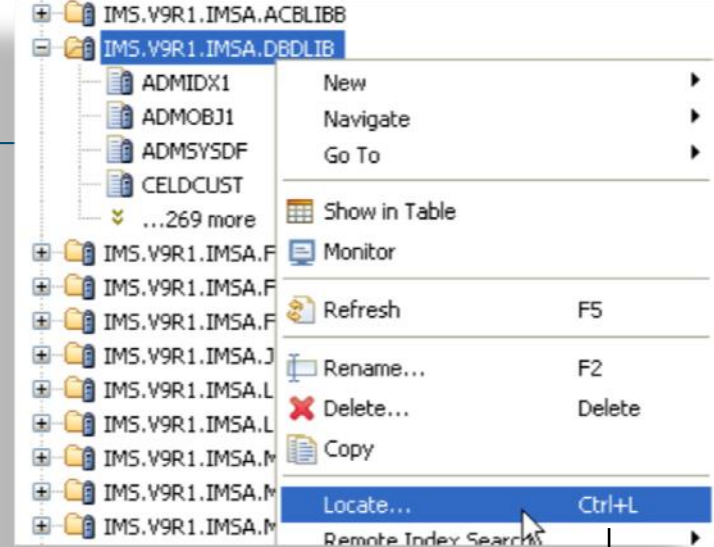 IMS.V9R1.IMSA.ACBLIBB
IMS.V9R1.IMSA.DBDLIB
ADMIDX1
ADMOBJ1
ADMSYSDF
CELDCUST
...269 more
IMS.V9R1.IMSA.F
IMS.V9R1.IMSA.F
IMS.V9R1.IMSA.F
IMS.V9R1.IMSA.J
IMS.V9R1.IMSA.L
IMS.V9R1.IMSA.L
IMS.V9R1.IMSA.M
IMS.V9R1.IMSA.M
IMS.V9R1.IMSA.M
New
Navigate
Go To
Show in Table
Monitor
Refresh F5
Rename... F2
Delete... Delete
Copy
Locate... Ctrl+L
Remote Index Search